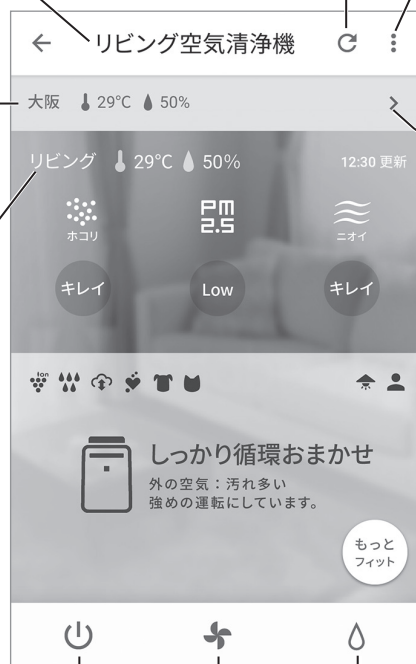 リビング空気清浄機
大阪 29℃ 50%
リビング 29℃ 50% 12:30 更新
PM2.5
ホコリ ニオイ
キレイ Low キレイ
Ion
しっかり循環おまかせ
外の空気：汚れ多い
強めの運転にしています。
もっと
フィット